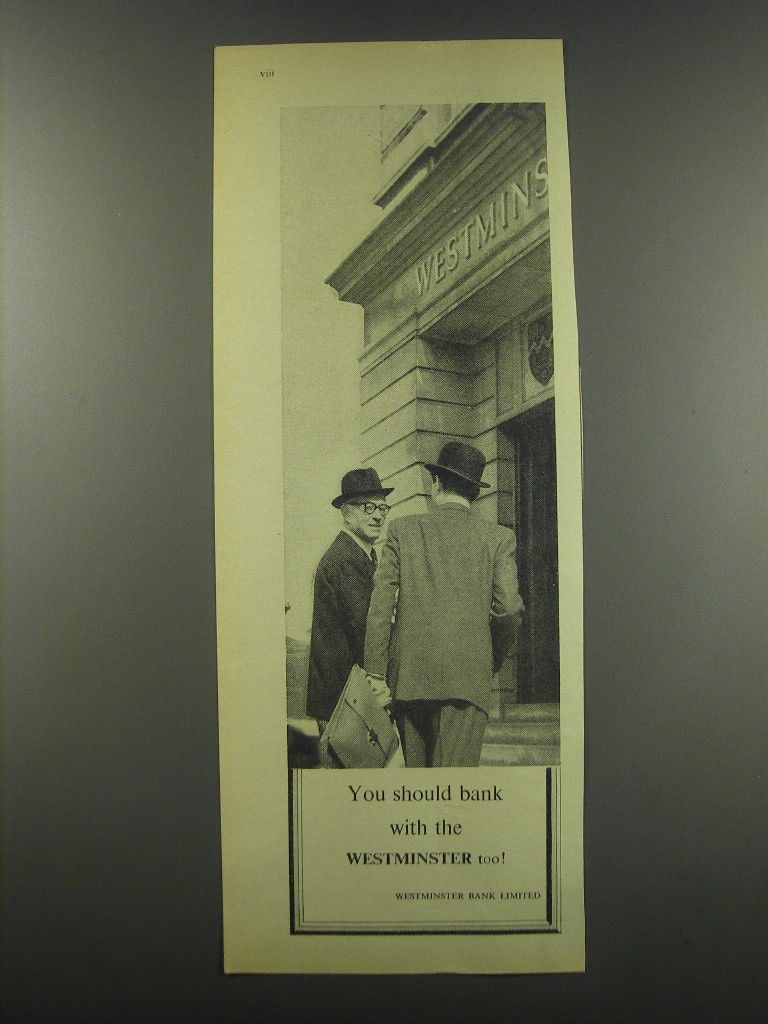 viii
WESTMINS
You should bank
with the
WESTMINSTER too!
WESTMINSTER BANK LIMITED